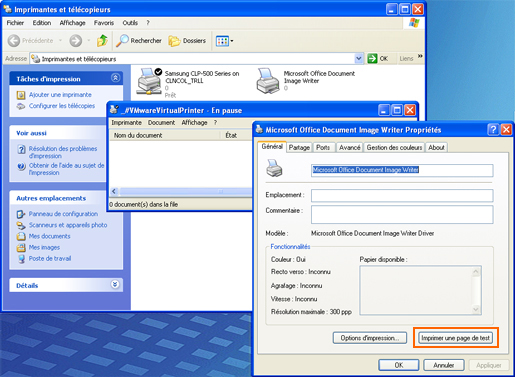 Imprimantes et télécopieurs
Fichier Edition Affichage Favoris Outils ?
Précédente Rechercher Dossiers
Adresse Imprimantes et télécopieurs OK Liens »
Tâches d'impression
Ajouter une imprimante
Configurer les télécopies
Voir aussi
Résolution des problèmes d'impression
Obtenir de l'aide au sujet de l'impression
Autres emplacements
Panneau de configuration
Scanneurs et appareils photo
Mes documents
Mes images
Poste de travail
Détails
Samsung CLP-500 Series on
CLNCOL_TRLL
0
Prêt
Microsoft Office Document
Image Writer
0
_#VMwareVirtualPrinter - En pause
Imprimante Document Affichage ?
Nom du document État
0 document(s) dans la file
Microsoft Office Document Image Writer Propriétés
Général Partage Ports Avancé Gestion des couleurs About
Microsoft Office Document Image Writer
Emplacement :
Commentaire :
Modèle : Microsoft Office Document Image Writer Driver
Fonctionnalités
Couleur : Oui Papier disponible :
Recto verso : Inconnu
Agrafage : Inconnu
Vitesse : Inconnu
Résolution maximale : 300 ppp
Options d'impression... Imprimer une page de test
OK Annuler Appliquer